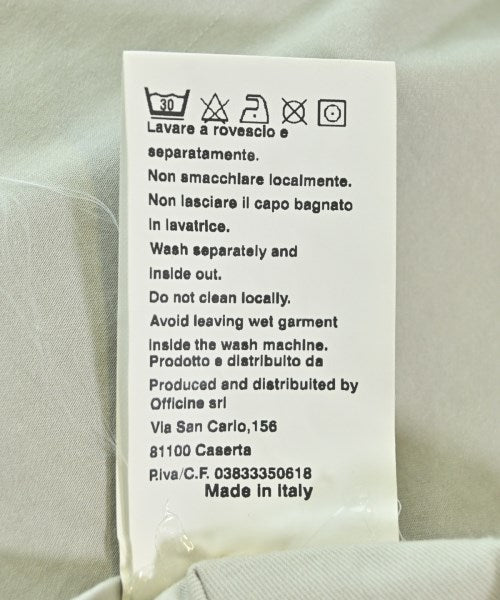 30
Lavare a rovescio e
separatamente.
Non smacchiare localmente.
Non lasciare il capo bagnato
in lavatrice.
Wash separately and
inside out.
Do not clean locally.
Avoid leaving wet garment
inside the wash machine.
Prodotto e distribuito da
Produced and distribuited by
Officine srl
Via San Carlo,156
81100 Caserta
P.iva/C.F. 03833350618
Made in Italy